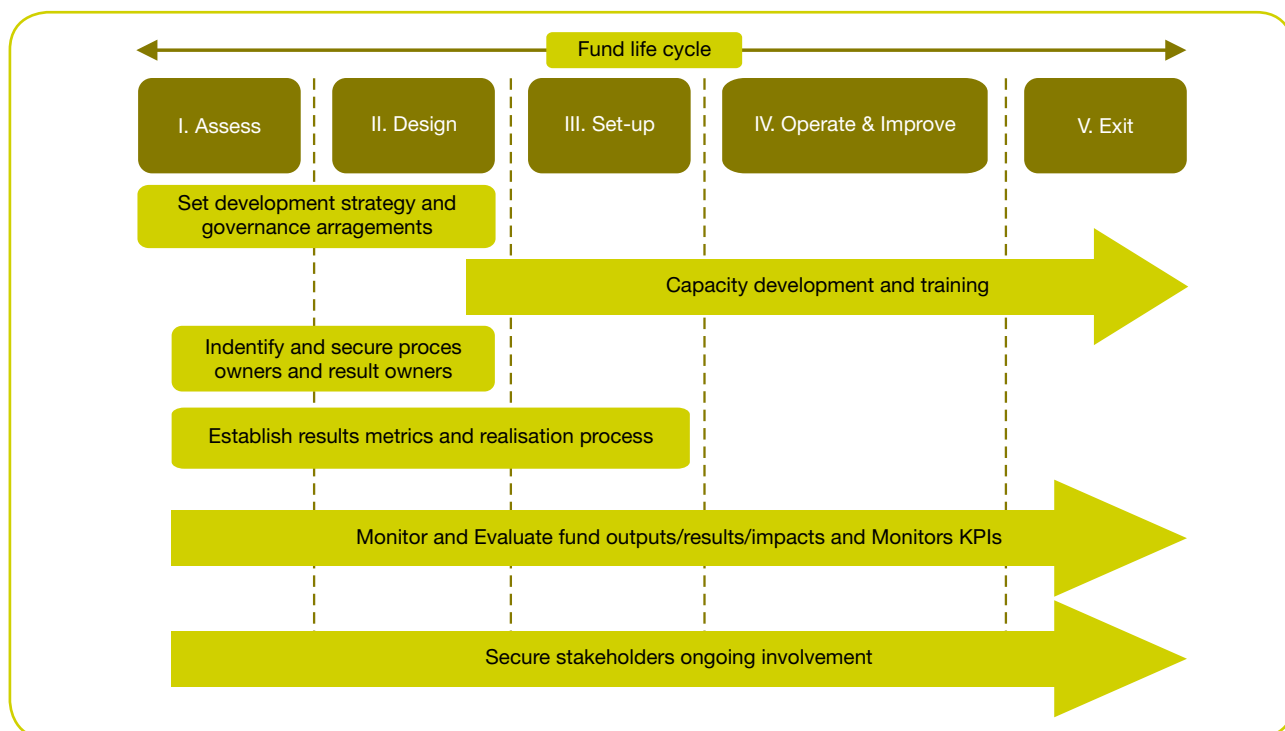 Fund life cycle
I. Assess
II. Design
III. Set-up
IV. Operate & Improve
V. Exit
Set development strategy and
governance arragements
Capacity development and training
Indentify and secure proces
owners and result owners
Establish results metrics and realisation process
Monitor and Evaluate fund outputs/results/impacts and Monitors KPIs
Secure stakeholders ongoing involvement